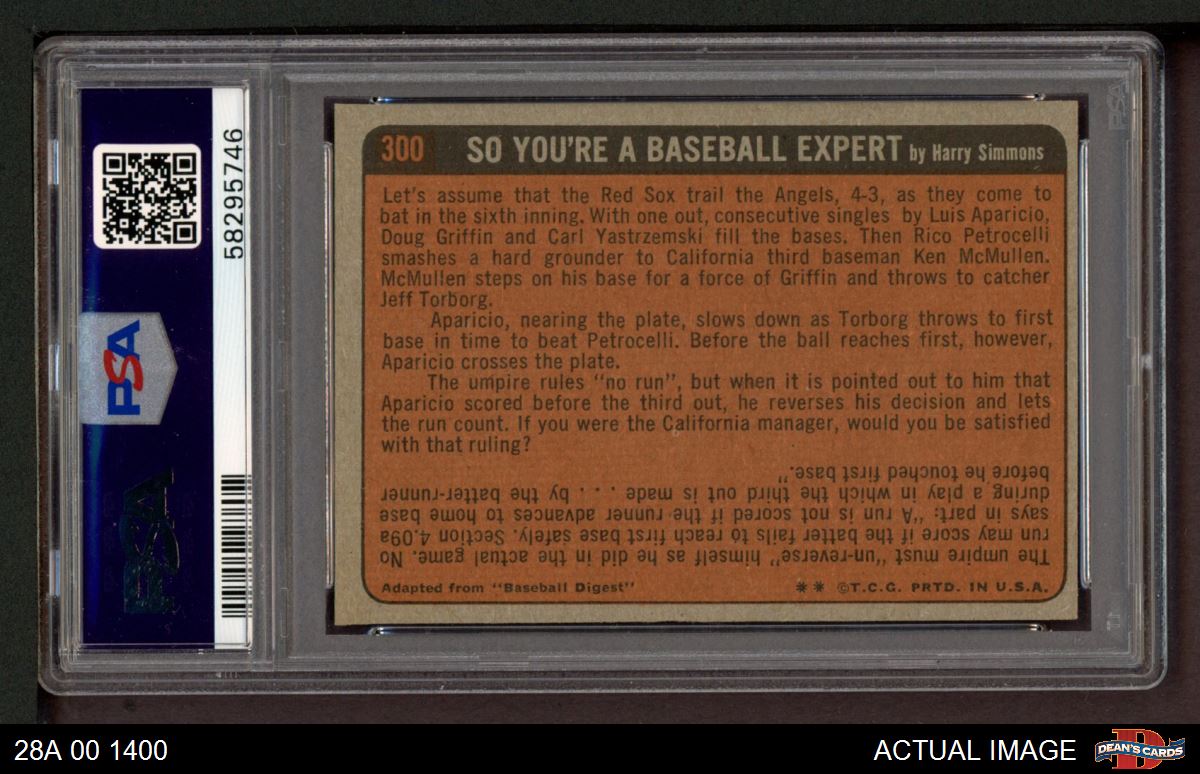 300 SO YOU'RE A BASEBALL EXPERT by Harry Simmons
Let's assume that the Red Sox trail the Angels, 4-3, as they come to
bat in the sixth inning. With one out, consecutive singles by Luis Aparicio,
Doug Griffin and Carl Yastrzemski fill the bases. Then Rico Petrocelli
smashes a hard grounder to California third baseman Ken McMullen.
McMullen steps on his base for a force of Griffin and throws to catcher
Jeff Torborg.
Aparicio, nearing the plate, slows down as Torborg throws to first
base in time to beat Petrocelli. Before the ball reaches first, however,
Aparicio crosses the plate.
The umpire rules "no run", but when it is pointed out to him that
Aparicio scored before the third out, he reverses his decision and lets
the run count. If you were the California manager, would you be satisfied
with that ruling?
The umpire must "un-reverse" himself as he did in the actual game. No
run may score if the batter fails to reach first base safely. Section 4.09a
says in part: "A run is not scored if the runner advances to home base
during a play in which the third out is made . . . by the batter-runner
before he touched first base."
Adapted from "Baseball Digest" ** ©T.C.G. PRTD. IN U.S.A.
58295746
PSA
PSA
PSA
28A 00 1400
ACTUAL IMAGE
D
DEAN'S CARDS